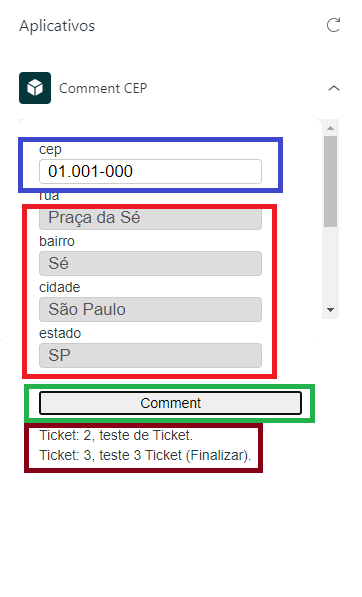 Aplicativos
Comment CEP
cep
01.001-000
rua
Praça da Sé
bairro
Sé
cidade
São Paulo
estado
SP
Comment
Ticket: 2, teste de Ticket.
Ticket: 3, teste 3 Ticket (Finalizar).